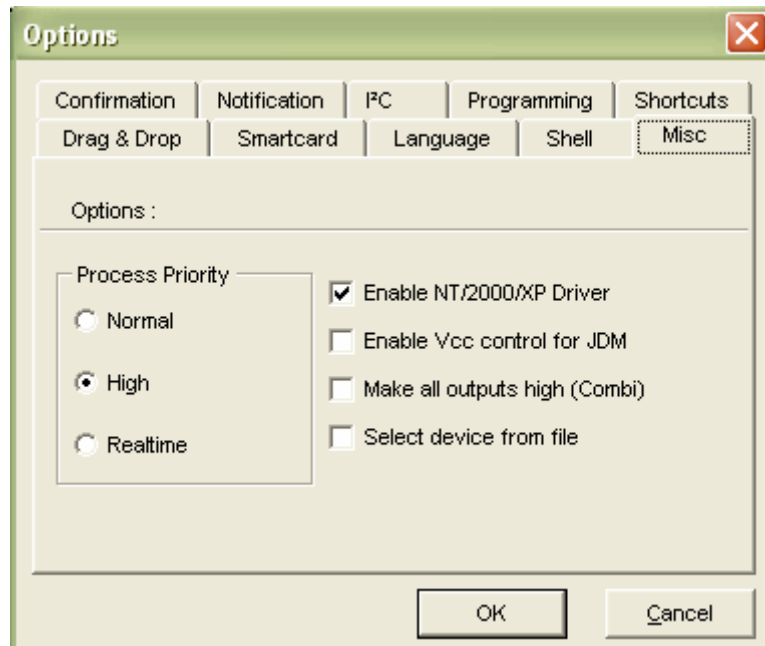 Options
Confirmation Notification I²C Programming Shortcuts
Drag & Drop Smartcard Language Shell Misc
Options :
Process Priority
Normal
High
Realtime
Enable NT/2000/XP Driver
Enable Vcc control for JDM
Make all outputs high (Combi)
Select device from file
OK Cancel